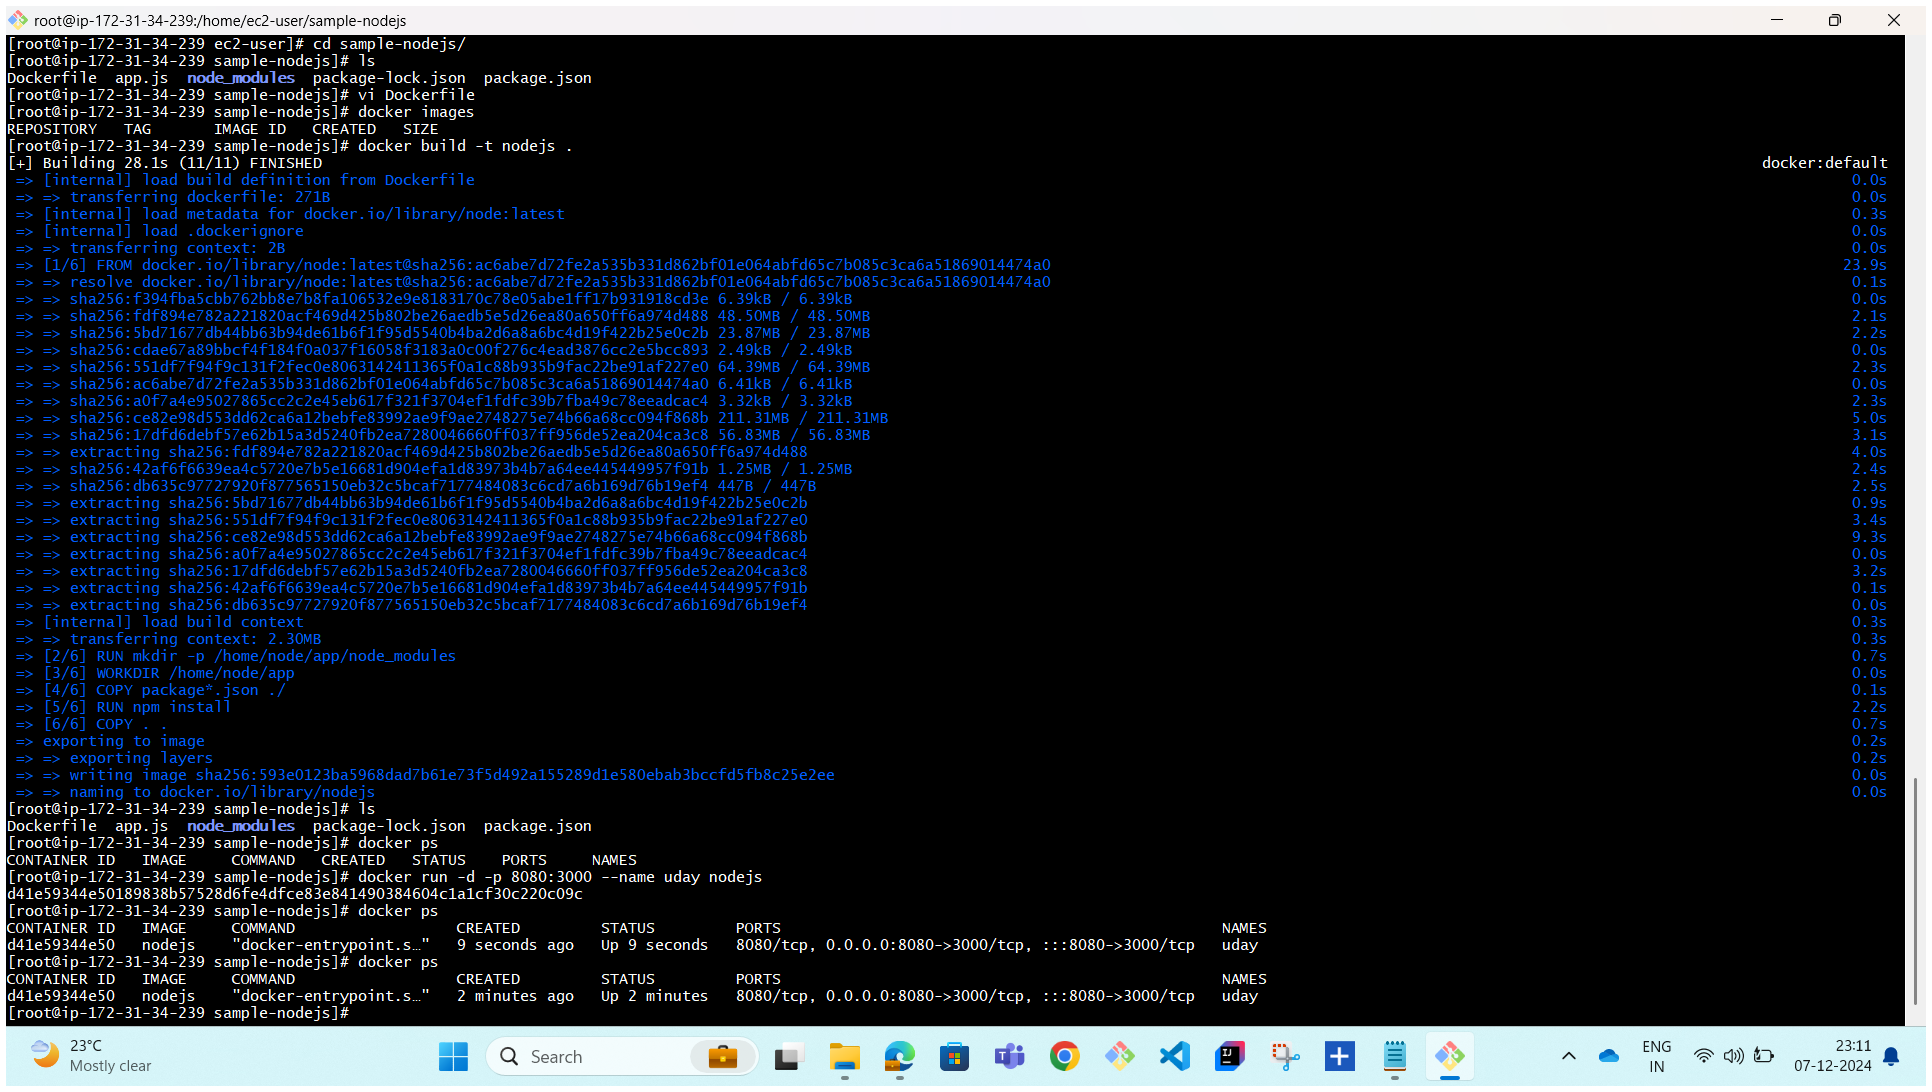 root@ip-172-31-34-239:/home/ec2-user/sample-nodejs
[root@ip-172-31-34-239 ec2-user]# cd sample-nodejs/
[root@ip-172-31-34-239 sample-nodejs]# ls
Dockerfile  app.js  node_modules  package-lock.json  package.json
[root@ip-172-31-34-239 sample-nodejs]# vi Dockerfile
[root@ip-172-31-34-239 sample-nodejs]# docker images
REPOSITORY   TAG       IMAGE ID   CREATED   SIZE
[root@ip-172-31-34-239 sample-nodejs]# docker build -t nodejs .
[+] Building 28.1s (11/11) FINISHED docker:default
=> [internal] load build definition from Dockerfile 0.0s
=> => transferring dockerfile: 271B 0.0s
=> [internal] load metadata for docker.io/library/node:latest 0.3s
=> [internal] load .dockerignore 0.0s
=> => transferring context: 2B 0.0s
=> [1/6] FROM docker.io/library/node:latest@sha256:ac6abe7d72fe2a535b331d862bf01e064abfd65c7b085c3ca6a51869014474a0 23.9s
=> => resolve docker.io/library/node:latest@sha256:ac6abe7d72fe2a535b331d862bf01e064abfd65c7b085c3ca6a51869014474a0 0.1s
=> => sha256:f394fba5cbb762bb8e7b8fa106532e9e8183170c78e05abe1ff17b931918cd3e 6.39kB / 6.39kB 0.0s
=> => sha256:fdf894e782a221820acf469d425b802be26aedb5e5d26ea80a650ff6a974d488 48.50MB / 48.50MB 2.1s
=> => sha256:5bd71677db44bb63b94de61b6f1f95d5540b4ba2d6a8a6bc4d19f422b25e0c2b 23.87MB / 23.87MB 2.2s
=> => sha256:cdae67a89bbcf4f184f0a037f16058f3183a0c00f276c4ead3876cc2e5bcc893 2.49kB / 2.49kB 0.0s
=> => sha256:551df7f94f9c131f2fec0e8063142411365f0a1c88b935b9fac22be91af227e0 64.39MB / 64.39MB 2.3s
=> => sha256:ac6abe7d72fe2a535b331d862bf01e064abfd65c7b085c3ca6a51869014474a0 6.41kB / 6.41kB 0.0s
=> => sha256:a0f7a4e95027865cc2c2e45eb617f321f3704ef1fdfc39b7fba49c78eeadcac4 3.32kB / 3.32kB 2.3s
=> => sha256:ce82e98d553dd62ca6a12bebfe83992ae9f9ae2748275e74b66a68cc094f868b 211.31MB / 211.31MB 5.0s
=> => sha256:17dfd6debf57e62b15a3d5240fb2ea7280046660ff037ff956de52ea204ca3c8 56.83MB / 56.83MB 3.1s
=> => extracting sha256:fdf894e782a221820acf469d425b802be26aedb5e5d26ea80a650ff6a974d488 4.0s
=> => sha256:42af6f6639ea4c5720e7b5e16681d904efa1d83973b4b7a64ee445449957f91b 1.25MB / 1.25MB 2.4s
=> => sha256:db635c97727920f877565150eb32c5bcaf7177484083c6cd7a6b169d76b19ef4 447B / 447B 2.5s
=> => extracting sha256:5bd71677db44bb63b94de61b6f1f95d5540b4ba2d6a8a6bc4d19f422b25e0c2b 0.9s
=> => extracting sha256:551df7f94f9c131f2fec0e8063142411365f0a1c88b935b9fac22be91af227e0 3.4s
=> => extracting sha256:ce82e98d553dd62ca6a12bebfe83992ae9f9ae2748275e74b66a68cc094f868b 9.3s
=> => extracting sha256:a0f7a4e95027865cc2c2e45eb617f321f3704ef1fdfc39b7fba49c78eeadcac4 0.0s
=> => extracting sha256:17dfd6debf57e62b15a3d5240fb2ea7280046660ff037ff956de52ea204ca3c8 3.2s
=> => extracting sha256:42af6f6639ea4c5720e7b5e16681d904efa1d83973b4b7a64ee445449957f91b 0.1s
=> => extracting sha256:db635c97727920f877565150eb32c5bcaf7177484083c6cd7a6b169d76b19ef4 0.0s
=> [internal] load build context 0.3s
=> => transferring context: 2.30MB 0.3s
=> [2/6] RUN mkdir -p /home/node/app/node_modules 0.7s
=> [3/6] WORKDIR /home/node/app 0.0s
=> [4/6] COPY package*.json ./ 0.1s
=> [5/6] RUN npm install 2.2s
=> [6/6] COPY . . 0.7s
=> exporting to image 0.2s
=> => exporting layers 0.2s
=> => writing image sha256:593e0123ba5968dad7b61e73f5d492a155289d1e580ebab3bccfd5fb8c25e2ee 0.0s
=> => naming to docker.io/library/nodejs 0.0s
[root@ip-172-31-34-239 sample-nodejs]# ls
Dockerfile  app.js  node_modules  package-lock.json  package.json
[root@ip-172-31-34-239 sample-nodejs]# docker ps
CONTAINER ID   IMAGE     COMMAND   CREATED   STATUS    PORTS     NAMES
[root@ip-172-31-34-239 sample-nodejs]# docker run -d -p 8080:3000 --name uday nodejs
d41e59344e50189838b57528d6fe4dfce83e841490384604c1a1cf30c220c09c
[root@ip-172-31-34-239 sample-nodejs]# docker ps
CONTAINER ID   IMAGE     COMMAND                  CREATED         STATUS         PORTS                                                 NAMES
d41e59344e50   nodejs    "docker-entrypoint.s…"   9 seconds ago   Up 9 seconds   8080/tcp, 0.0.0.0:8080->3000/tcp, :::8080->3000/tcp   uday
[root@ip-172-31-34-239 sample-nodejs]# docker ps
CONTAINER ID   IMAGE     COMMAND                  CREATED         STATUS         PORTS                                                 NAMES
d41e59344e50   nodejs    "docker-entrypoint.s…"   2 minutes ago   Up 2 minutes   8080/tcp, 0.0.0.0:8080->3000/tcp, :::8080->3000/tcp   uday
[root@ip-172-31-34-239 sample-nodejs]#
23°C
Mostly clear
Search
ENG
IN
23:11
07-12-2024